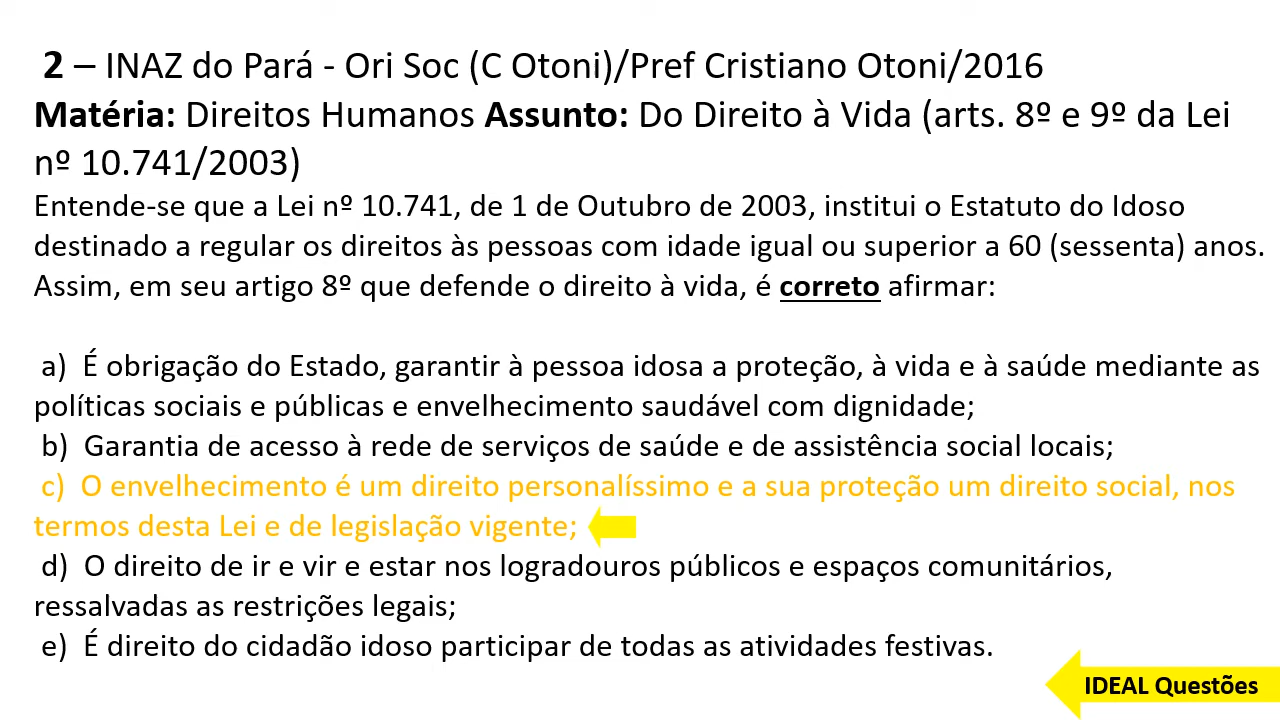 2 – INAZ do Pará - Ori Soc (C Otoni)/Pref Cristiano Otoni/2016
Matéria: Direitos Humanos Assunto: Do Direito à Vida (arts. 8º e 9º da Lei
nº 10.741/2003)
Entende-se que a Lei nº 10.741, de 1 de Outubro de 2003, institui o Estatuto do Idoso
destinado a regular os direitos às pessoas com idade igual ou superior a 60 (sessenta) anos.
Assim, em seu artigo 8º que defende o direito à vida, é correto afirmar:
a) É obrigação do Estado, garantir à pessoa idosa a proteção, à vida e à saúde mediante as
políticas sociais e públicas e envelhecimento saudável com dignidade;
b) Garantia de acesso à rede de serviços de saúde e de assistência social locais;
c) O envelhecimento é um direito personalíssimo e a sua proteção um direito social, nos
termos desta Lei e de legislação vigente;
d) O direito de ir e vir e estar nos logradouros públicos e espaços comunitários,
ressalvadas as restrições legais;
e) É direito do cidadão idoso participar de todas as atividades festivas.
IDEAL Questões